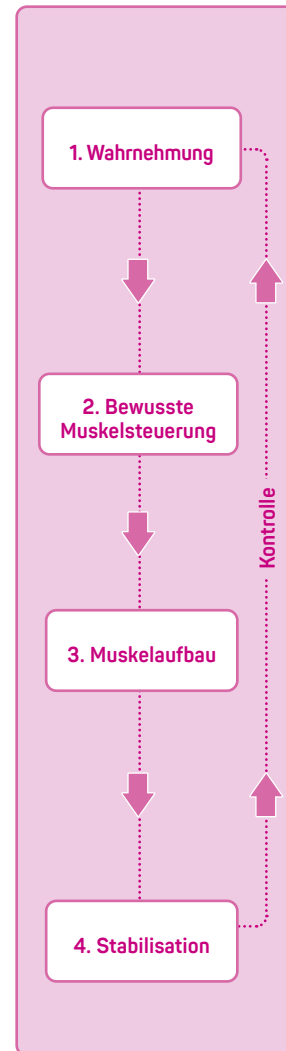 1. Wahrnehmung
2. Bewusste
Muskelsteuerung
3. Muskelaufbau
4. Stabilisation
Kontrolle